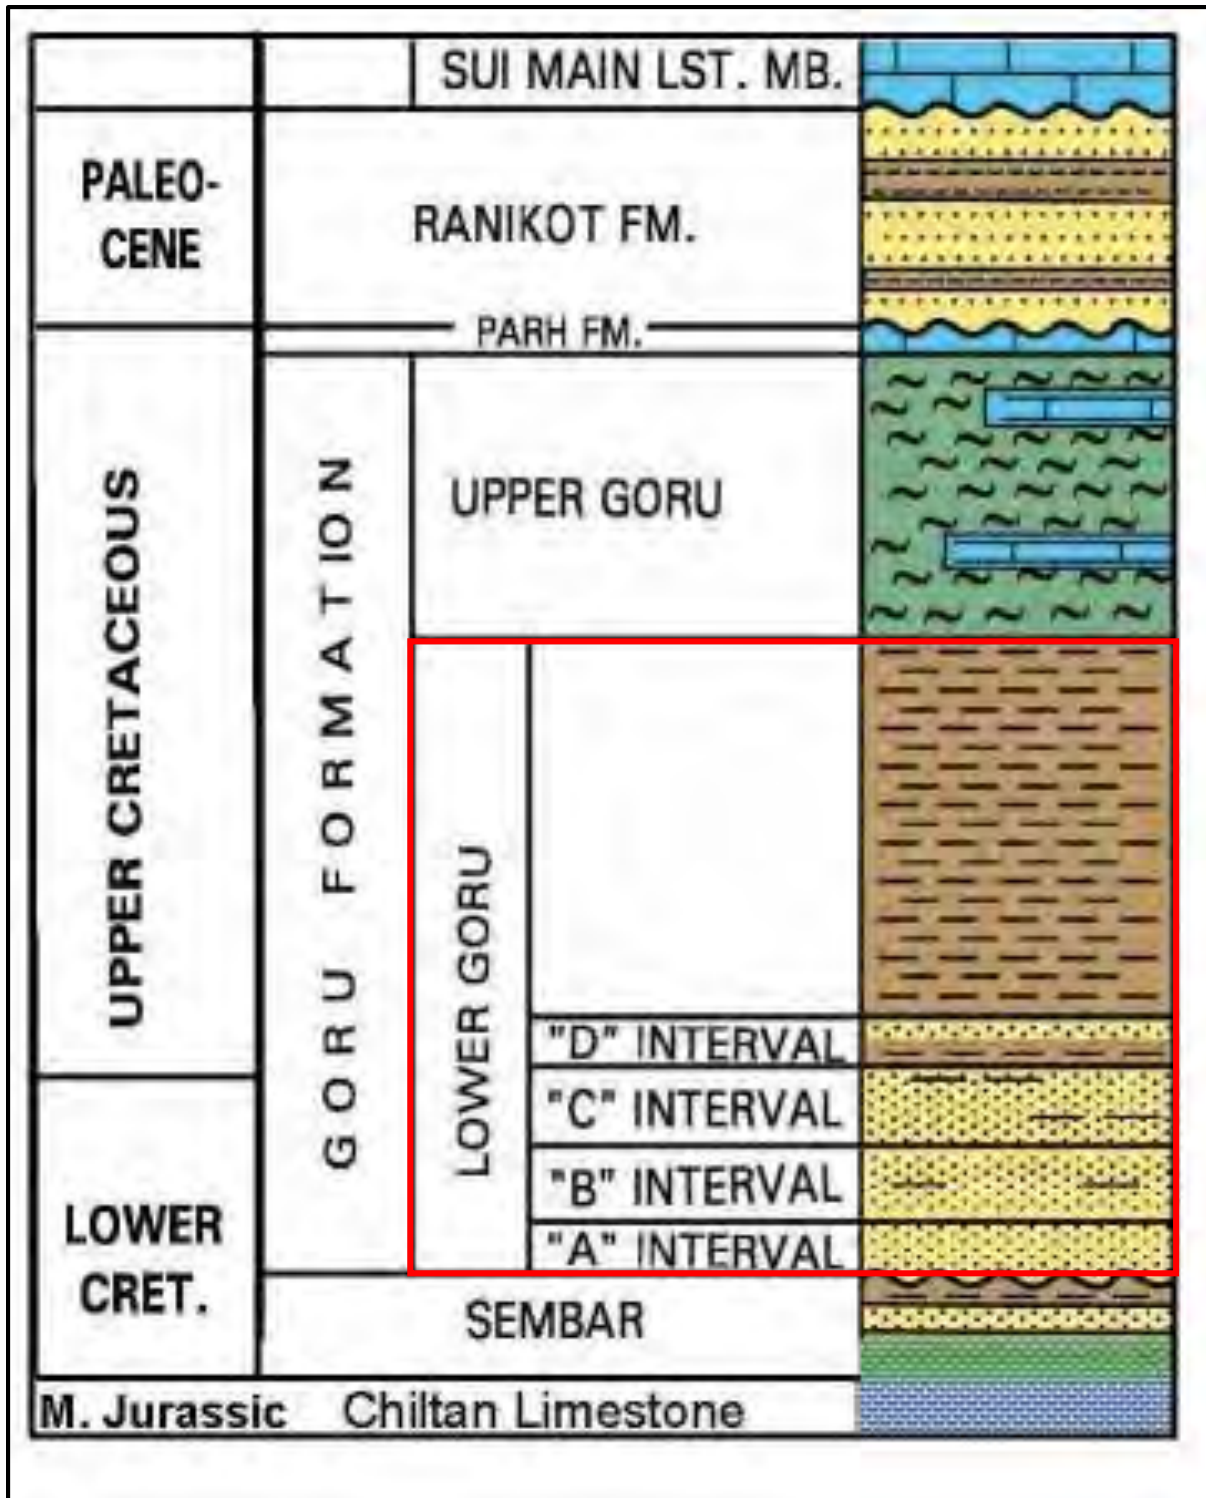 SUI MAIN LST. MB.
PALEO-
CENE
RANIKOT FM.
PARH FM.
UPPER CRETACEOUS
GORU FORMATION
UPPER GORU
LOWER GORU
"D" INTERVAL
"C" INTERVAL
"B" INTERVAL
"A" INTERVAL
LOWER
CRET.
SEMBAR
M. Jurassic Chiltan Limestone